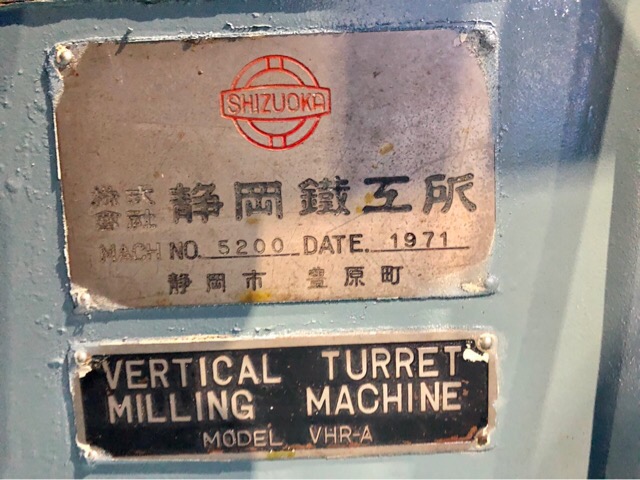 SHIZUOKA
株式會社 静岡鐵工所
MACH NO. 5200 DATE. 1971
静岡市 豊原町
VERTICAL TURRET
MILLING MACHINE
MODEL VHR-A